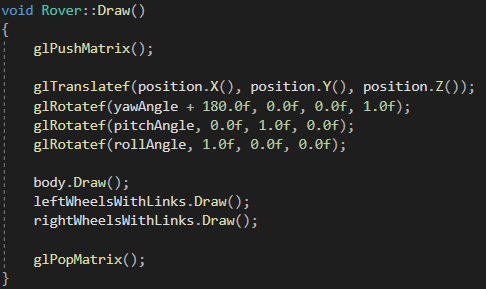 void Rover::Draw()
{
glPushMatrix();
glTranslatef(position.X(), position.Y(), position.Z());
glRotatef(yawAngle + 180.0f, 0.0f, 0.0f, 1.0f);
glRotatef(pitchAngle, 0.0f, 1.0f, 0.0f);
glRotatef(rollAngle, 1.0f, 0.0f, 0.0f);
body.Draw();
leftWheelsWithLinks.Draw();
rightWheelsWithLinks.Draw();
glPopMatrix();
}